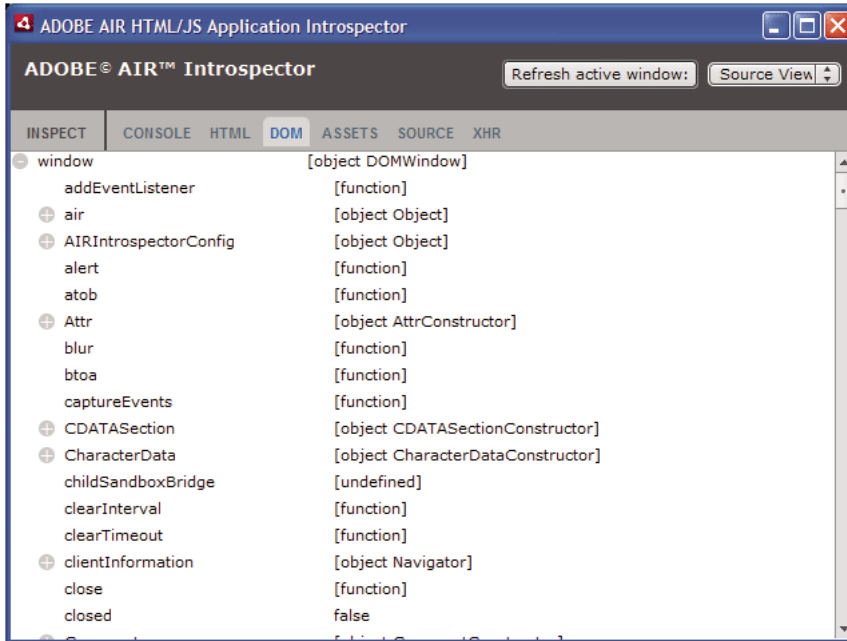 ADOBE AIR HTML/JS Application Introspector
ADOBE© AIR™ Introspector
Refresh active window: Source View
INSPECT CONSOLE HTML DOM ASSETS SOURCE XHR
window [object DOMWindow]
addEventListener [function]
air [object Object]
AIRIntrospectorConfig [object Object]
alert [function]
atob [function]
Attr [object AttrConstructor]
blur [function]
btoa [function]
captureEvents [function]
CDATASection [object CDATASectionConstructor]
CharacterData [object CharacterDataConstructor]
childSandboxBridge [undefined]
clearInterval [function]
clearTimeout [function]
clientInformation [object Navigator]
close [function]
closed false